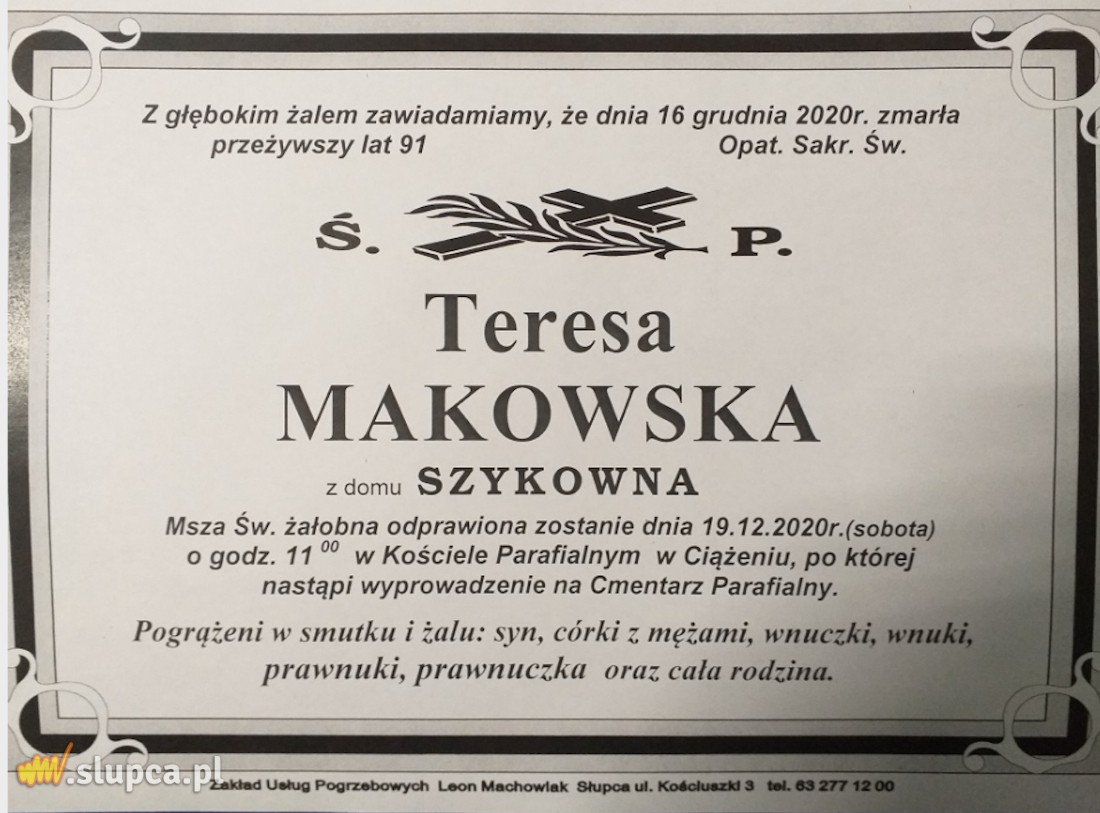 Z głębokim żalem zawiadamiamy, że dnia 16 grudnia 2020r. zmarła
przeżywszy lat 91 Opat. Sakr. Św.
Ś. P.
Teresa
MAKOWSKA
z domu SZYKOWNA
Msza Św. żałobna odprawiona zostanie dnia 19.12.2020r.(sobota)
o godz. 11 00 w Kościele Parafialnym w Ciążeniu, po której
nastąpi wyprowadzenie na Cmentarz Parafialny.
Pogrążeni w smutku i żalu: syn, córki z mężami, wnuczki, wnuki,
prawnuki, prawnuczka oraz cała rodzina.
.slupca.pl
Zakład Usług Pogrzebowych Leon Machowiak Słupca ul. Kościuszki 3 tel. 63 277 12 00